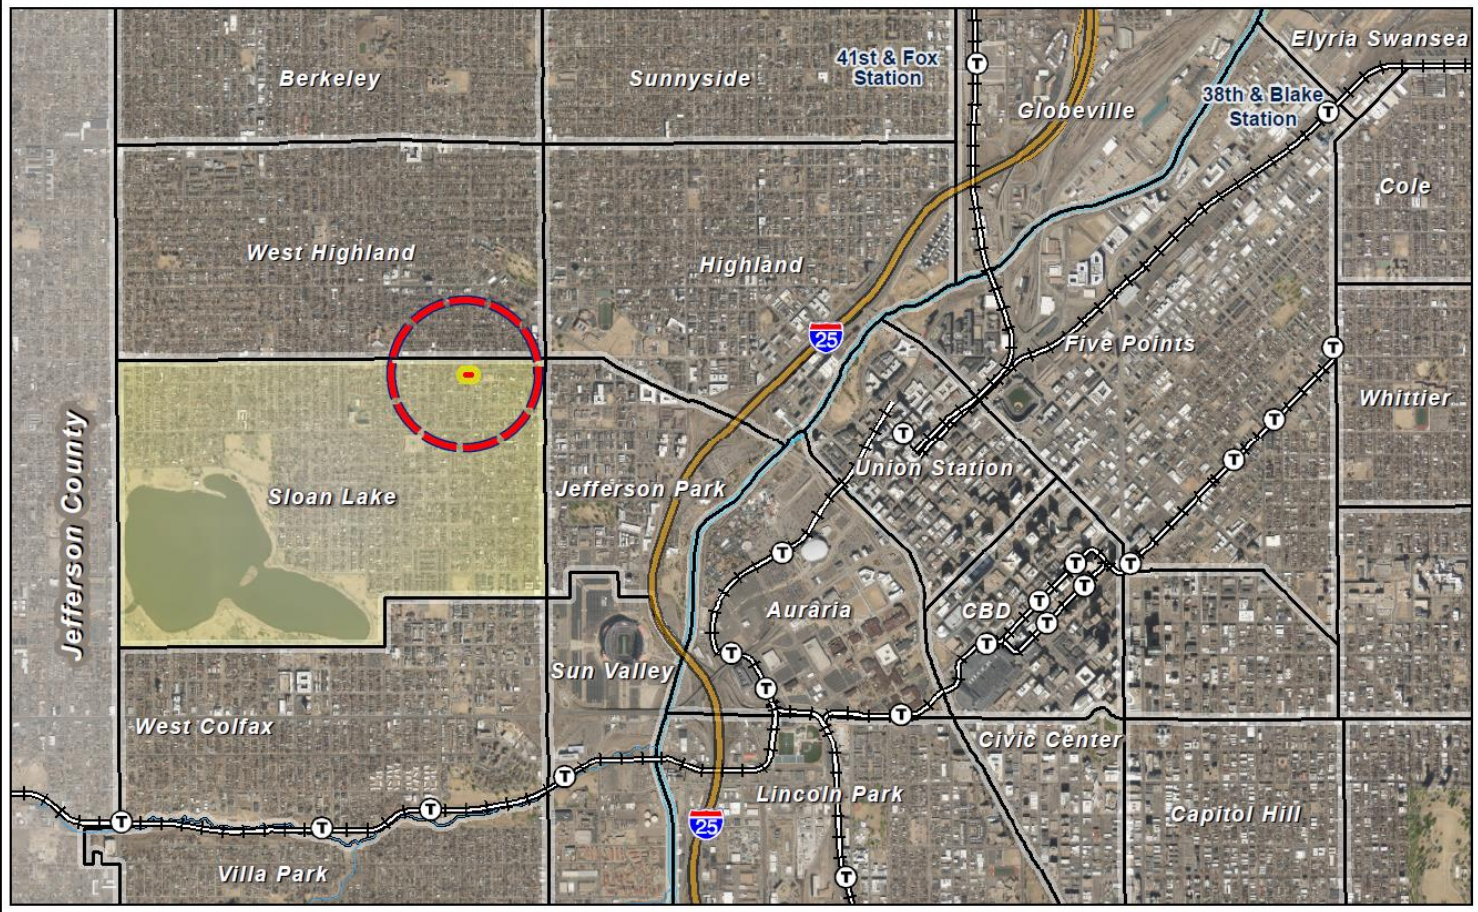 Elyria Swansea
41st & Fox
Station
Berkeley
Sunnyside
T
38th & Blake
Station
Globeville
T
Cole
West Highland
Highland
25
Five Points
T
Whittier
T
T
Union Station
T
Jefferson Park
Sloan Lake
Jefferson County
T
T
T
T
T
T
Auraria
CBD
T
T
T
Sun Valley
T
T
West Colfax
Civic Center
T
Lincoln Park
T
T
T
25
Capitol Hill
T
Villa Park
T